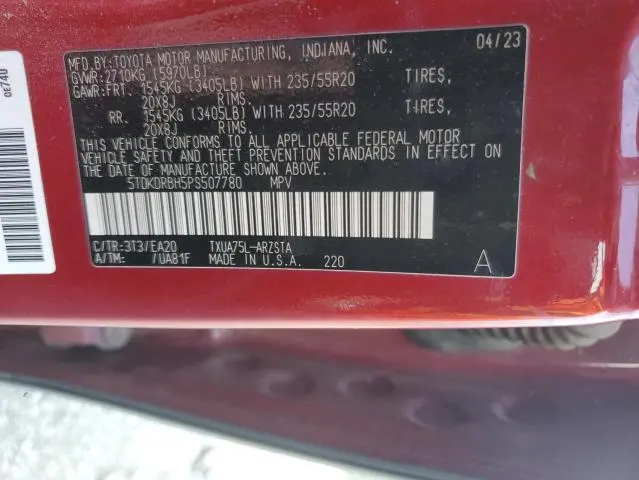 MFD.BY:TOYOTA MOTOR MANUFACTURING, INDIANA, INC. 04/23
GVWR:2710KG (5970LB)
GAWR:FRT. 1545KG (3405LB) WITH 235/55R20 TIRES,
20X8J RIMS.
RR. 1545KG (3405LB) WITH 235/55R20 TIRES,
20X8J RIMS.
THIS VEHICLE CONFORMS TO ALL APPLICABLE FEDERAL MOTOR
VEHICLE SAFETY AND THEFT PREVENTION STANDARDS IN EFFECT ON
THE DATE OF MANUFACTURE SHOWN ABOVE.
5TDKDRBH5PS507780 MPV
C/TR:3T3/EA20 TXUA75L-ARZSTA
A/TM: /UA81F MADE IN U.S.A. 220
A
0E740